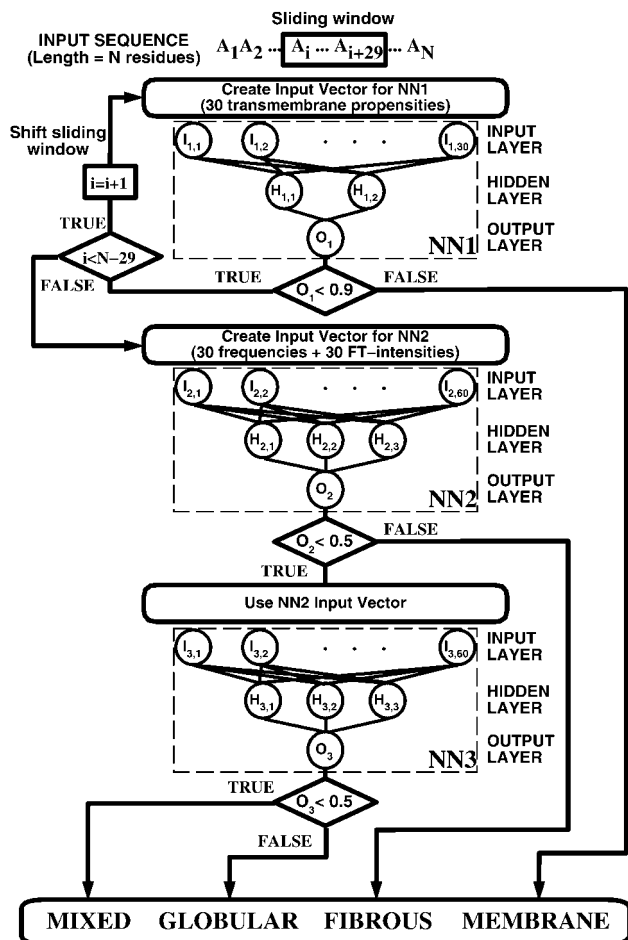 Sliding window
INPUT SEQUENCE
(Length = N residues)
A1A2 ... Ai ... Ai+29 ... AN
Create Input Vector for NN1
(30 transmembrane propensities)
Shift sliding
window
i=i+1
TRUE
i<N−29
FALSE
I1,1 I1,2 . . . I1,30
INPUT
LAYER
H1,1 H1,2
HIDDEN
LAYER
O1
OUTPUT
LAYER
NN1
TRUE
O1 < 0.9
FALSE
Create Input Vector for NN2
(30 frequencies + 30 FT−intensities)
I2,1 I2,2 . . . I2,60
INPUT
LAYER
H2,1 H2,2 H2,3
HIDDEN
LAYER
O2
OUTPUT
LAYER
NN2
O2 < 0.5
FALSE
TRUE
Use NN2 Input Vector
I3,1 I3,2 . . . I3,60
INPUT
LAYER
H3,1 H3,2 H3,3
HIDDEN
LAYER
O3
OUTPUT
LAYER
NN3
TRUE
O3 < 0.5
FALSE
MIXED GLOBULAR FIBROUS MEMBRANE